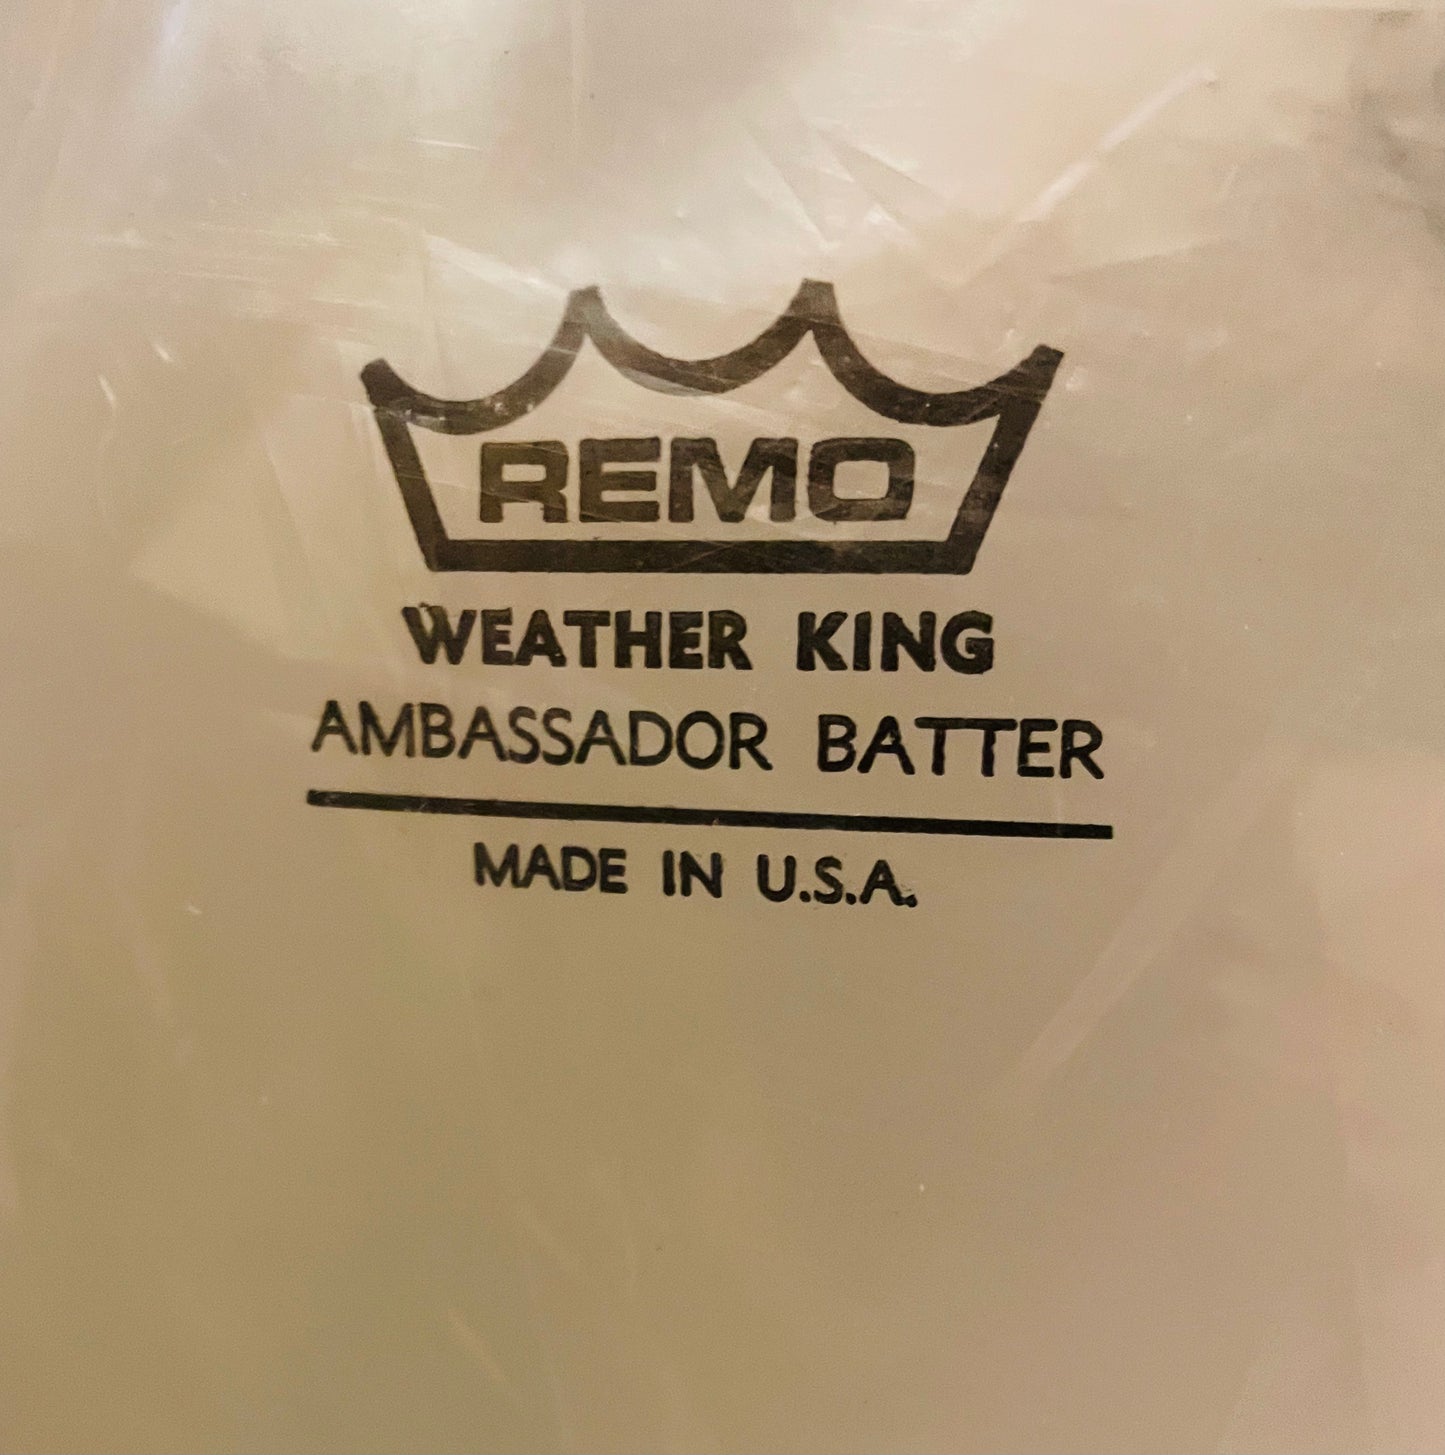 REMO
WEATHER KING
AMBASSADOR BATTER
MADE IN U.S.A.